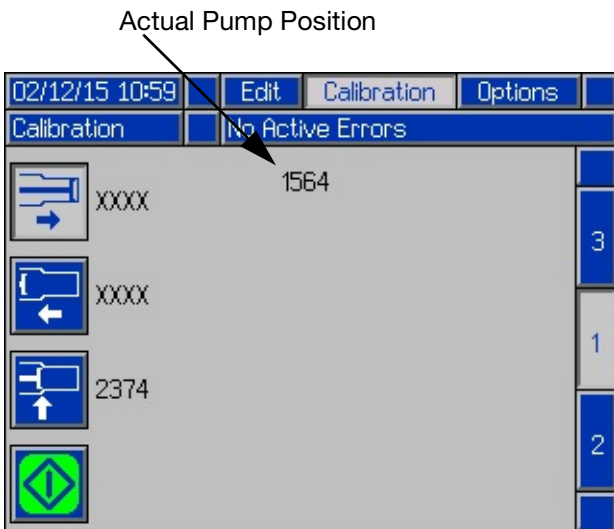 Actual Pump Position
02/12/15 10:59 Edit Calibration Options
Calibration No Active Errors
1564
XXXX
3
XXXX
1
2374
2